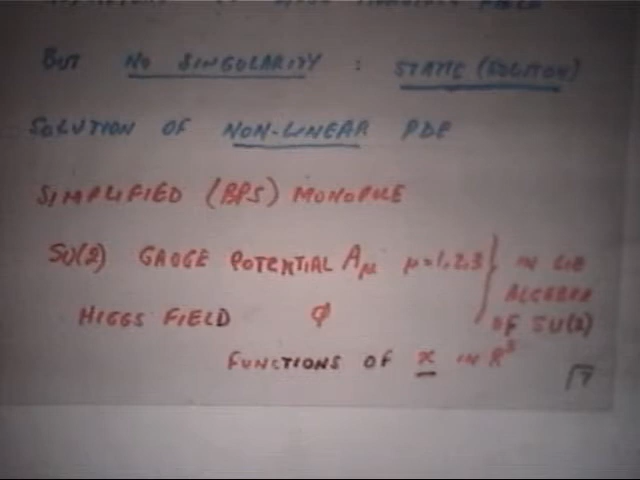 BUT NO SINGULARITY : STATIC (SOLITON)
SOLUTION OF NON-LINEAR PDE
SIMPLIFIED (BPS) MONOPOLE
SU(2) GAUGE POTENTIAL Aμ μ=1,2,3 } IN LIE
ALGEBRA
HIGGS FIELD φ OF SU(2)
FUNCTIONS OF x IN R³